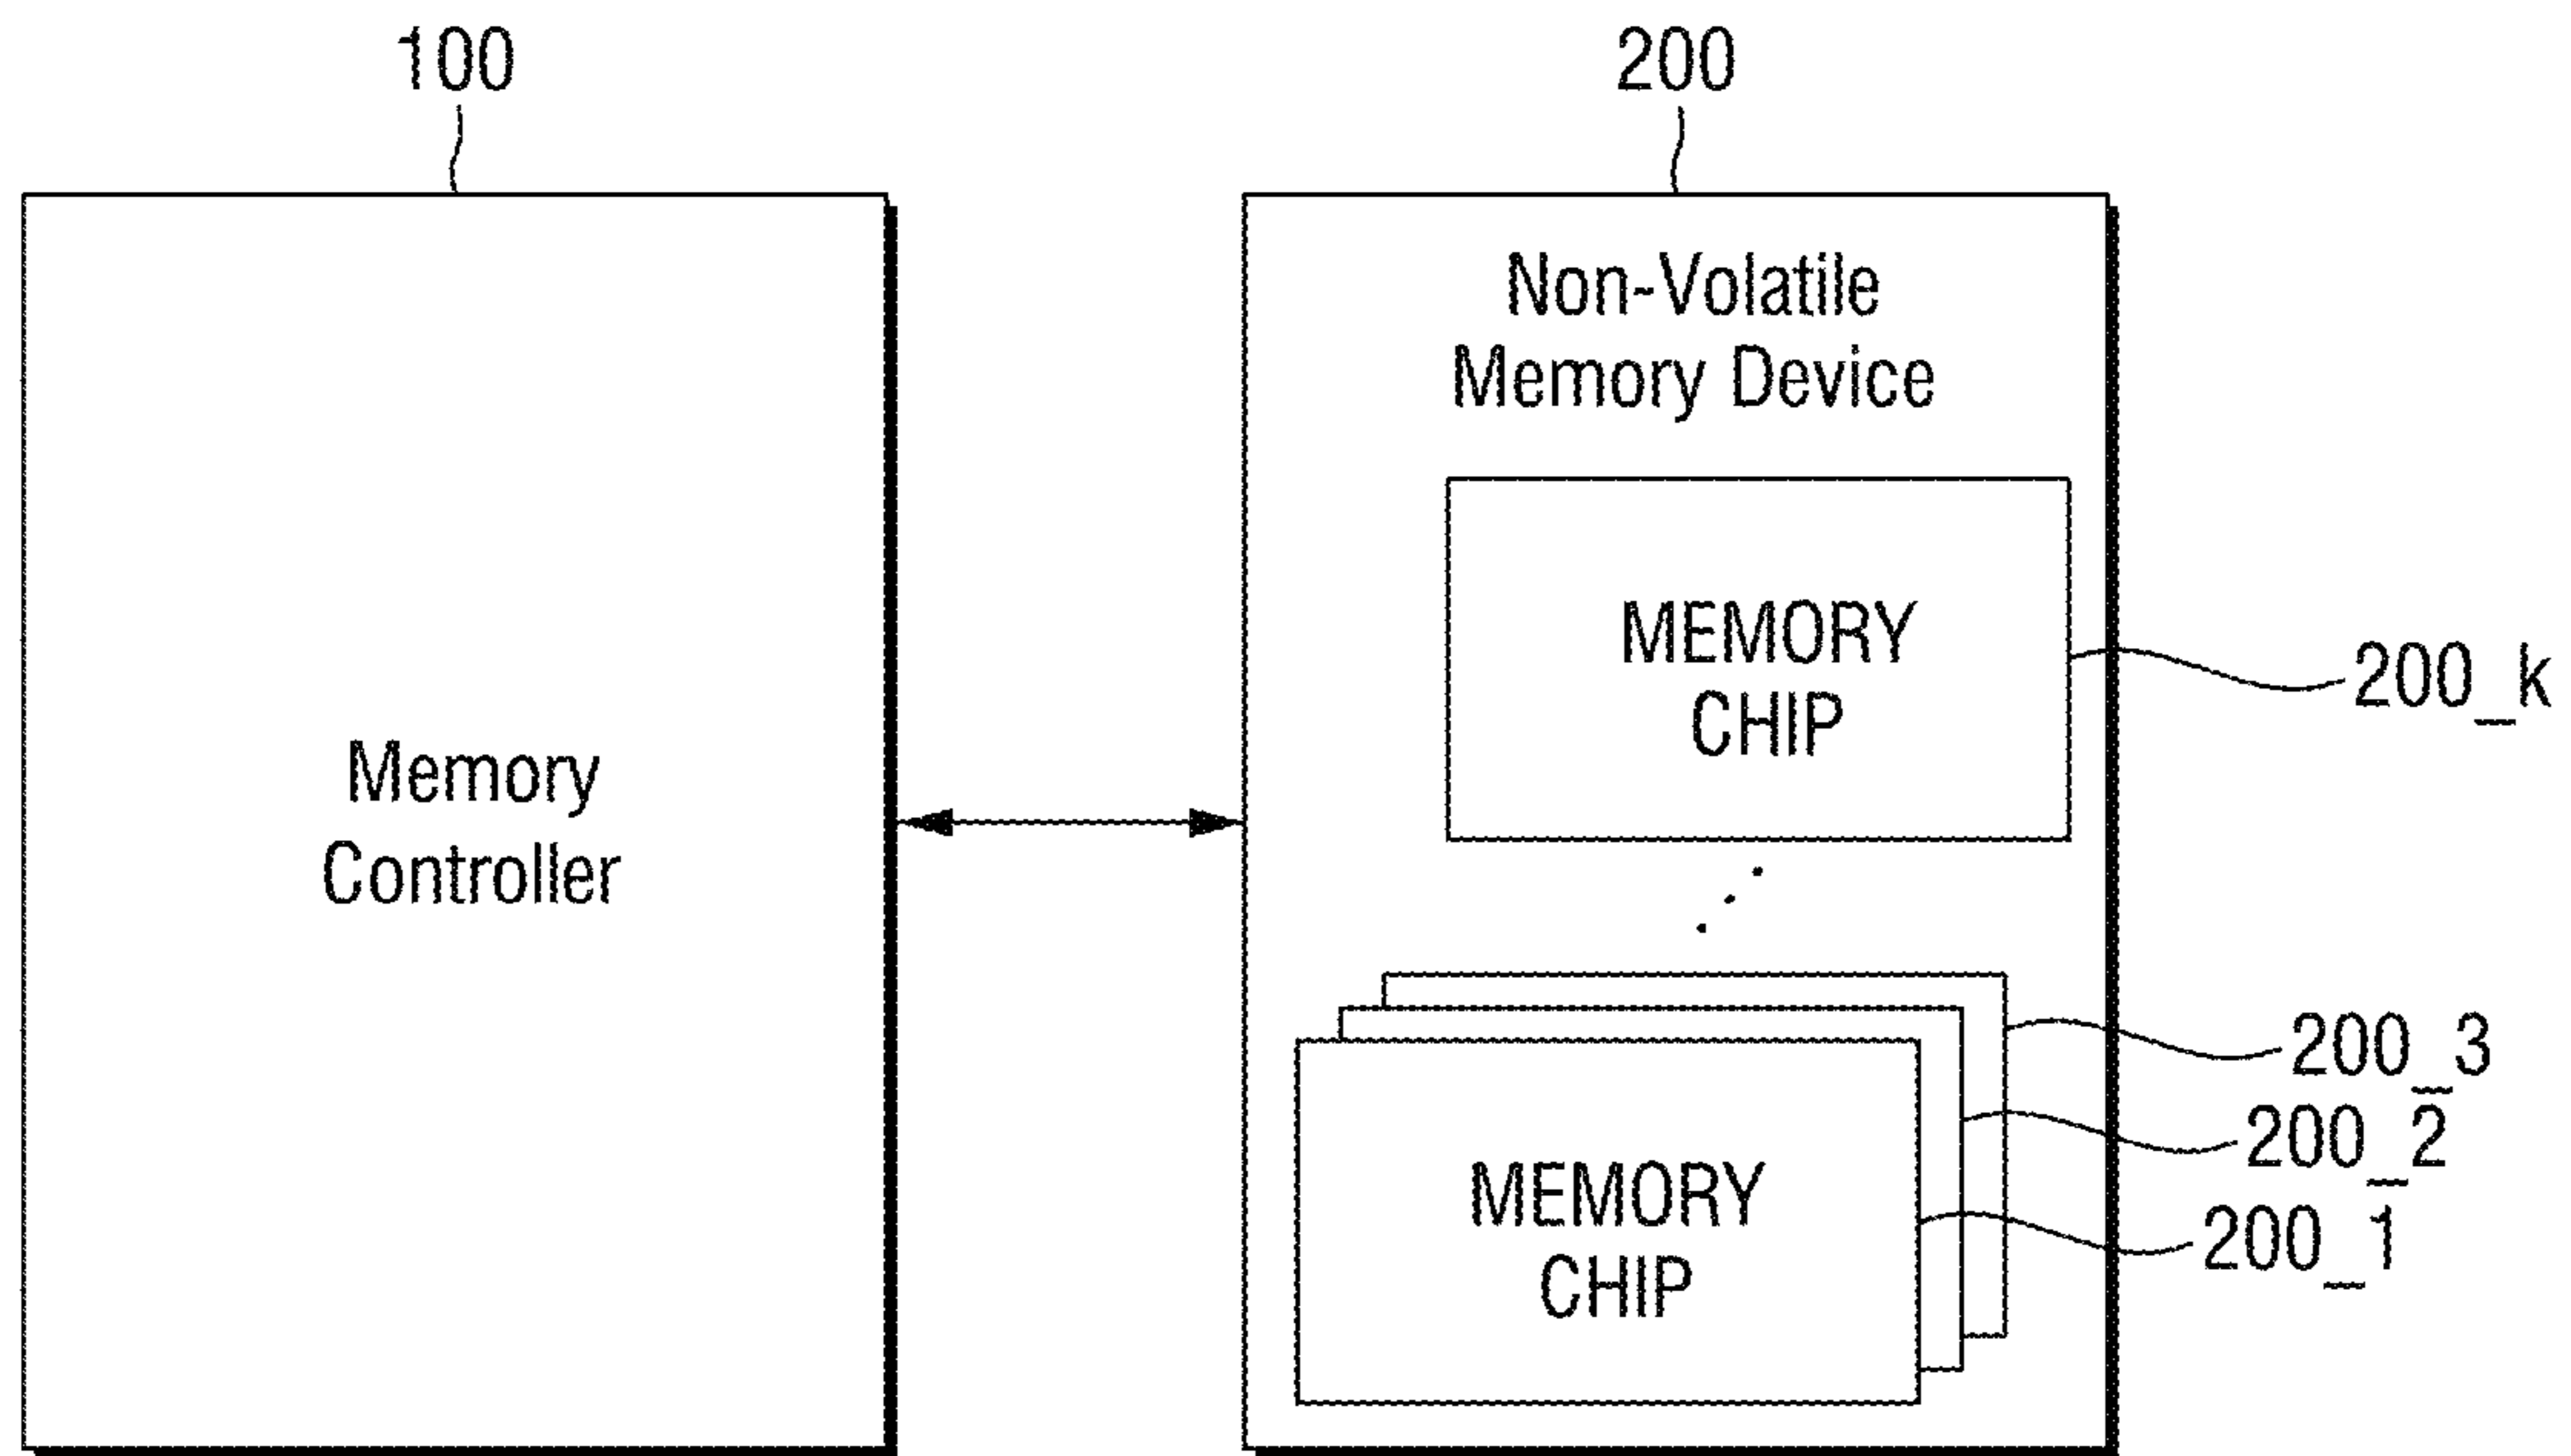 100
200
Non-Volatile
Memory Device
MEMORY
CHIP
200_k
Memory
Controller
200_3
200_2
MEMORY
CHIP
200_1